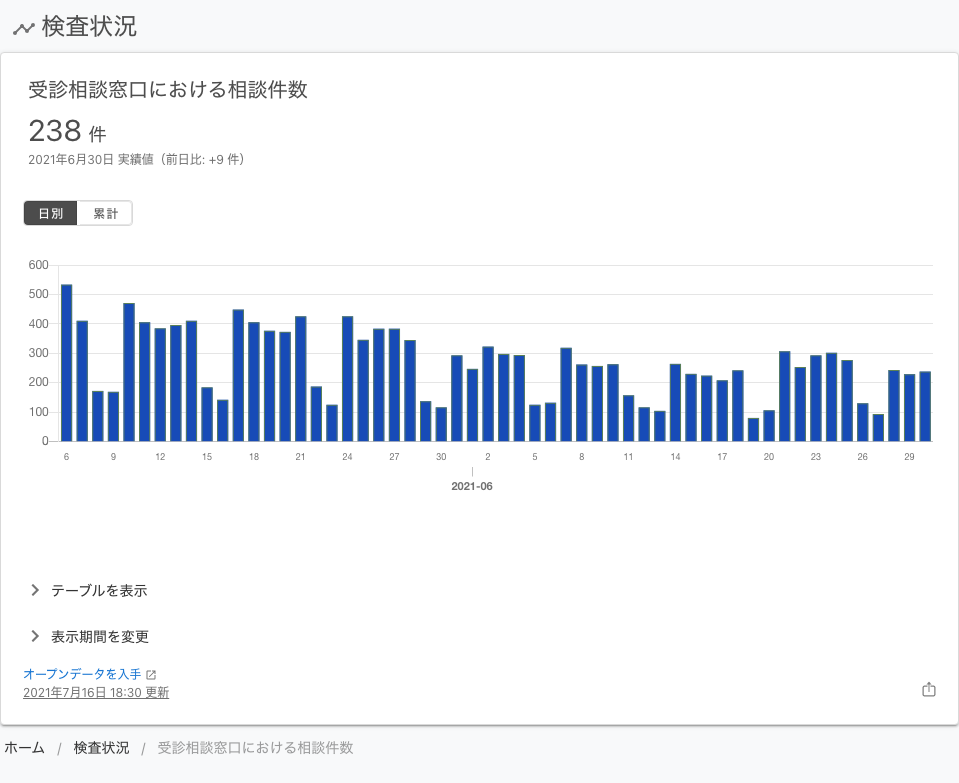 検査状況
受診相談窓口における相談件数
238 件
2021年6月30日 実績値（前日比: +9 件）
日別 累計
600
500
400
300
200
100
0
6 9 12 15 18 21 24 27 30 2 5 8 11 14 17 20 23 26 29
2021-06
テーブルを表示
表示期間を変更
オープンデータを入手
2021年7月16日 18:30 更新
ホーム / 検査状況 / 受診相談窓口における相談件数